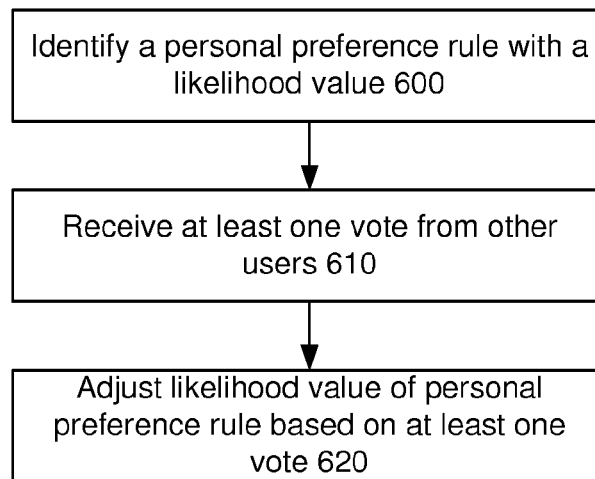 Identify a personal preference rule with a
likelihood value 600
Receive at least one vote from other
users 610
Adjust likelihood value of personal
preference rule based on at least one
vote 620